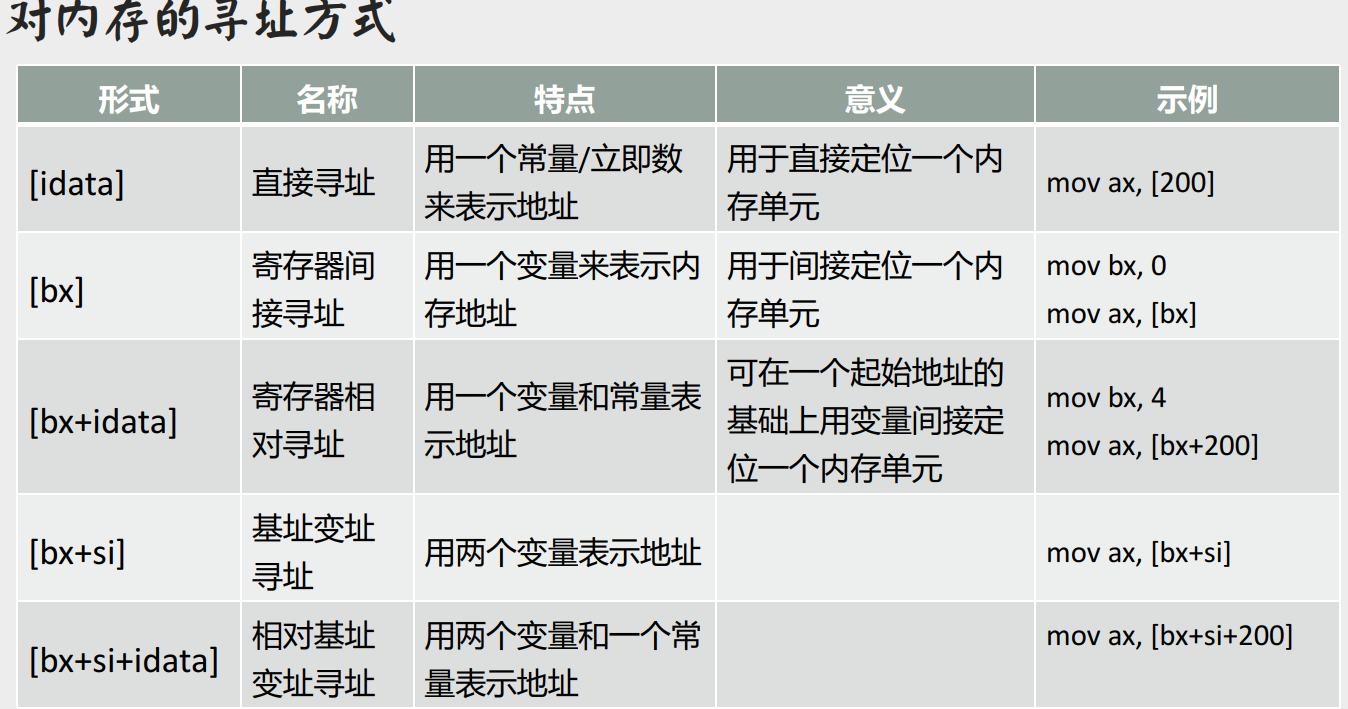 对内存的寻址方式
形式 名称 特点 意义 示例
[idata] 直接寻址 用一个常量/立即数
来表示地址 用于直接定位一个内
存单元 mov ax, [200]
[bx] 寄存器间
接寻址 用一个变量来表示内
存地址 用于间接定位一个内
存单元 mov bx, 0
mov ax, [bx]
[bx+idata] 寄存器相
对寻址 用一个变量和常量表
示地址 可在一个起始地址的
基础上用变量间接定
位一个内存单元 mov bx, 4
mov ax, [bx+200]
[bx+si] 基址变址
寻址 用两个变量表示地址 mov ax, [bx+si]
[bx+si+idata] 相对基址
变址寻址 用两个变量和一个常
量表示地址 mov ax, [bx+si+200]